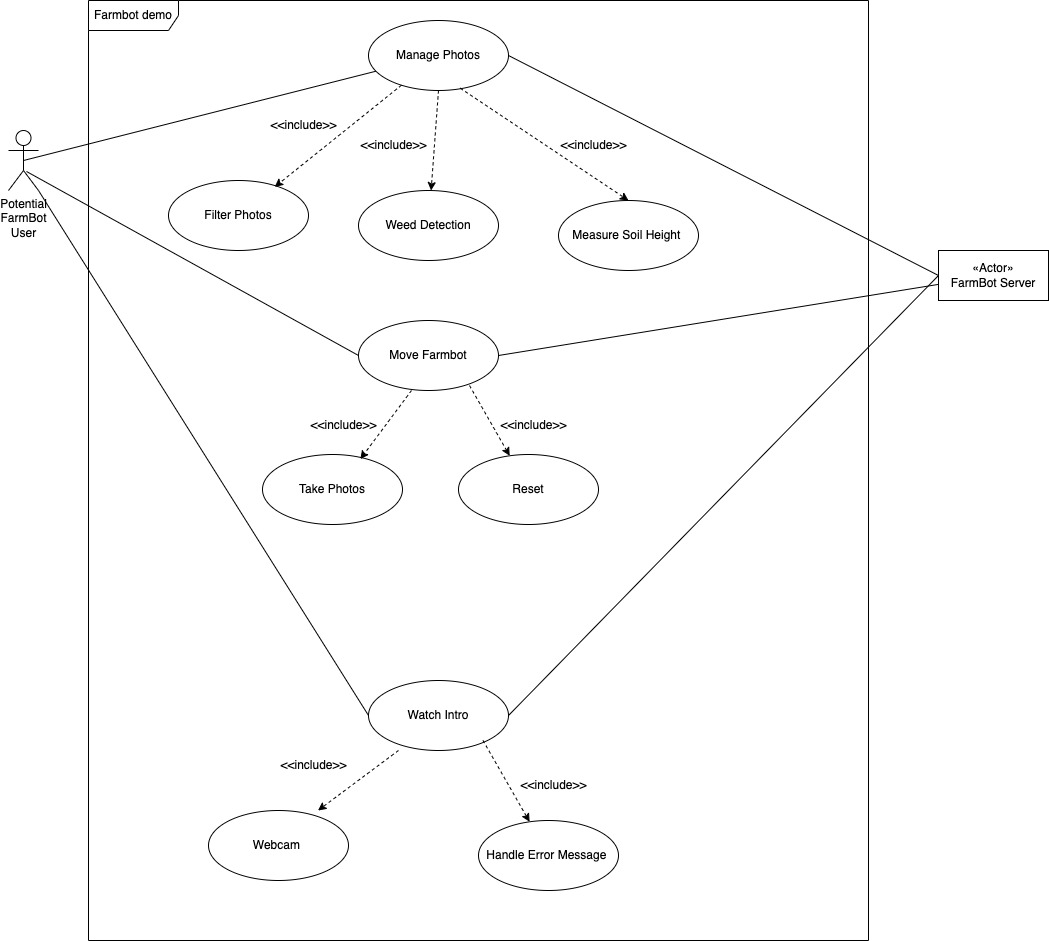 Farmbot demo
Manage Photos
<<include>>
<<include>>
<<include>>
Potential
FarmBot
User
Filter Photos
Weed Detection
Measure Soil Height
«Actor»
FarmBot Server
Move Farmbot
<<include>>
<<include>>
Take Photos
Reset
Watch Intro
<<include>>
<<include>>
Webcam
Handle Error Message